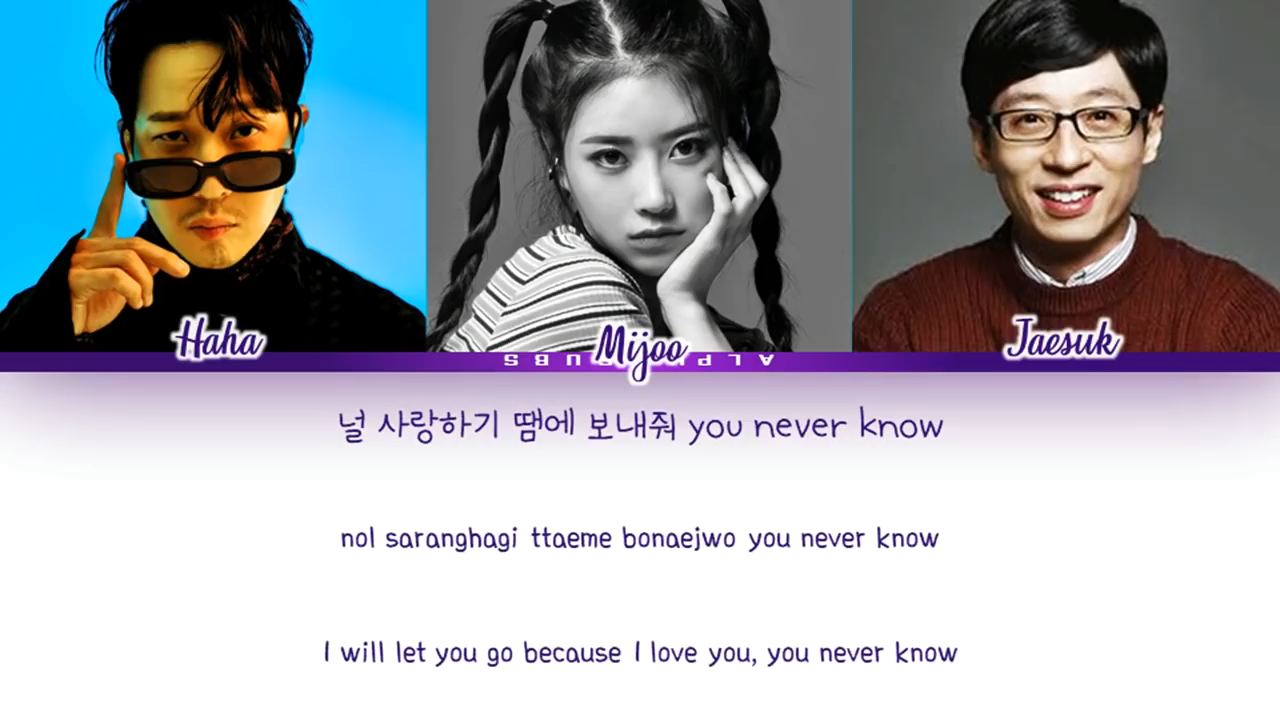 Haha
Mijoo
Jaesuk
널 사랑하기 땜에 보내줘 you never know
nol saranghagi ttaeme bonaejwo you never know
I will let you go because I love you, you never know